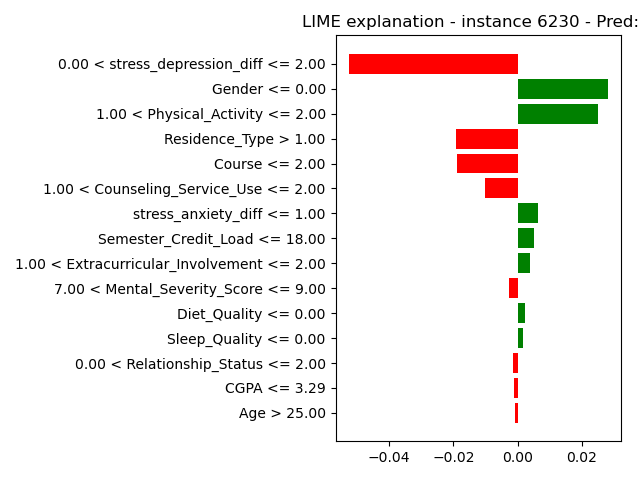 LIME explanation - instance 6230 - Pred:
0.00 < stress_depression_diff <= 2.00
Gender <= 0.00
1.00 < Physical_Activity <= 2.00
Residence_Type > 1.00
Course <= 2.00
1.00 < Counseling_Service_Use <= 2.00
stress_anxiety_diff <= 1.00
Semester_Credit_Load <= 18.00
1.00 < Extracurricular_Involvement <= 2.00
7.00 < Mental_Severity_Score <= 9.00
Diet_Quality <= 0.00
Sleep_Quality <= 0.00
0.00 < Relationship_Status <= 2.00
CGPA <= 3.29
Age > 25.00
−0.04 −0.02 0.00 0.02